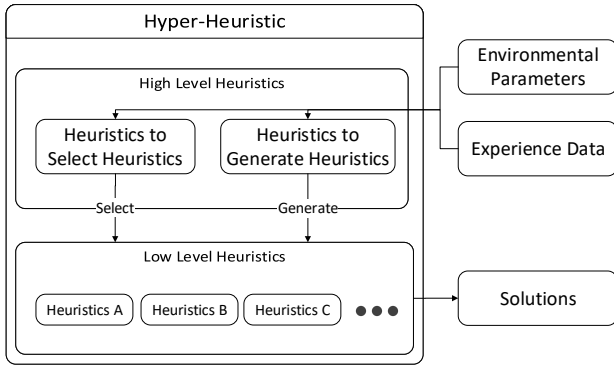 Hyper-Heuristic
High Level Heuristics
Environmental
Parameters
Heuristics to
Select Heuristics
Heuristics to
Generate Heuristics
Experience Data
Select
Generate
Low Level Heuristics
Heuristics A
Heuristics B
Heuristics C
Solutions